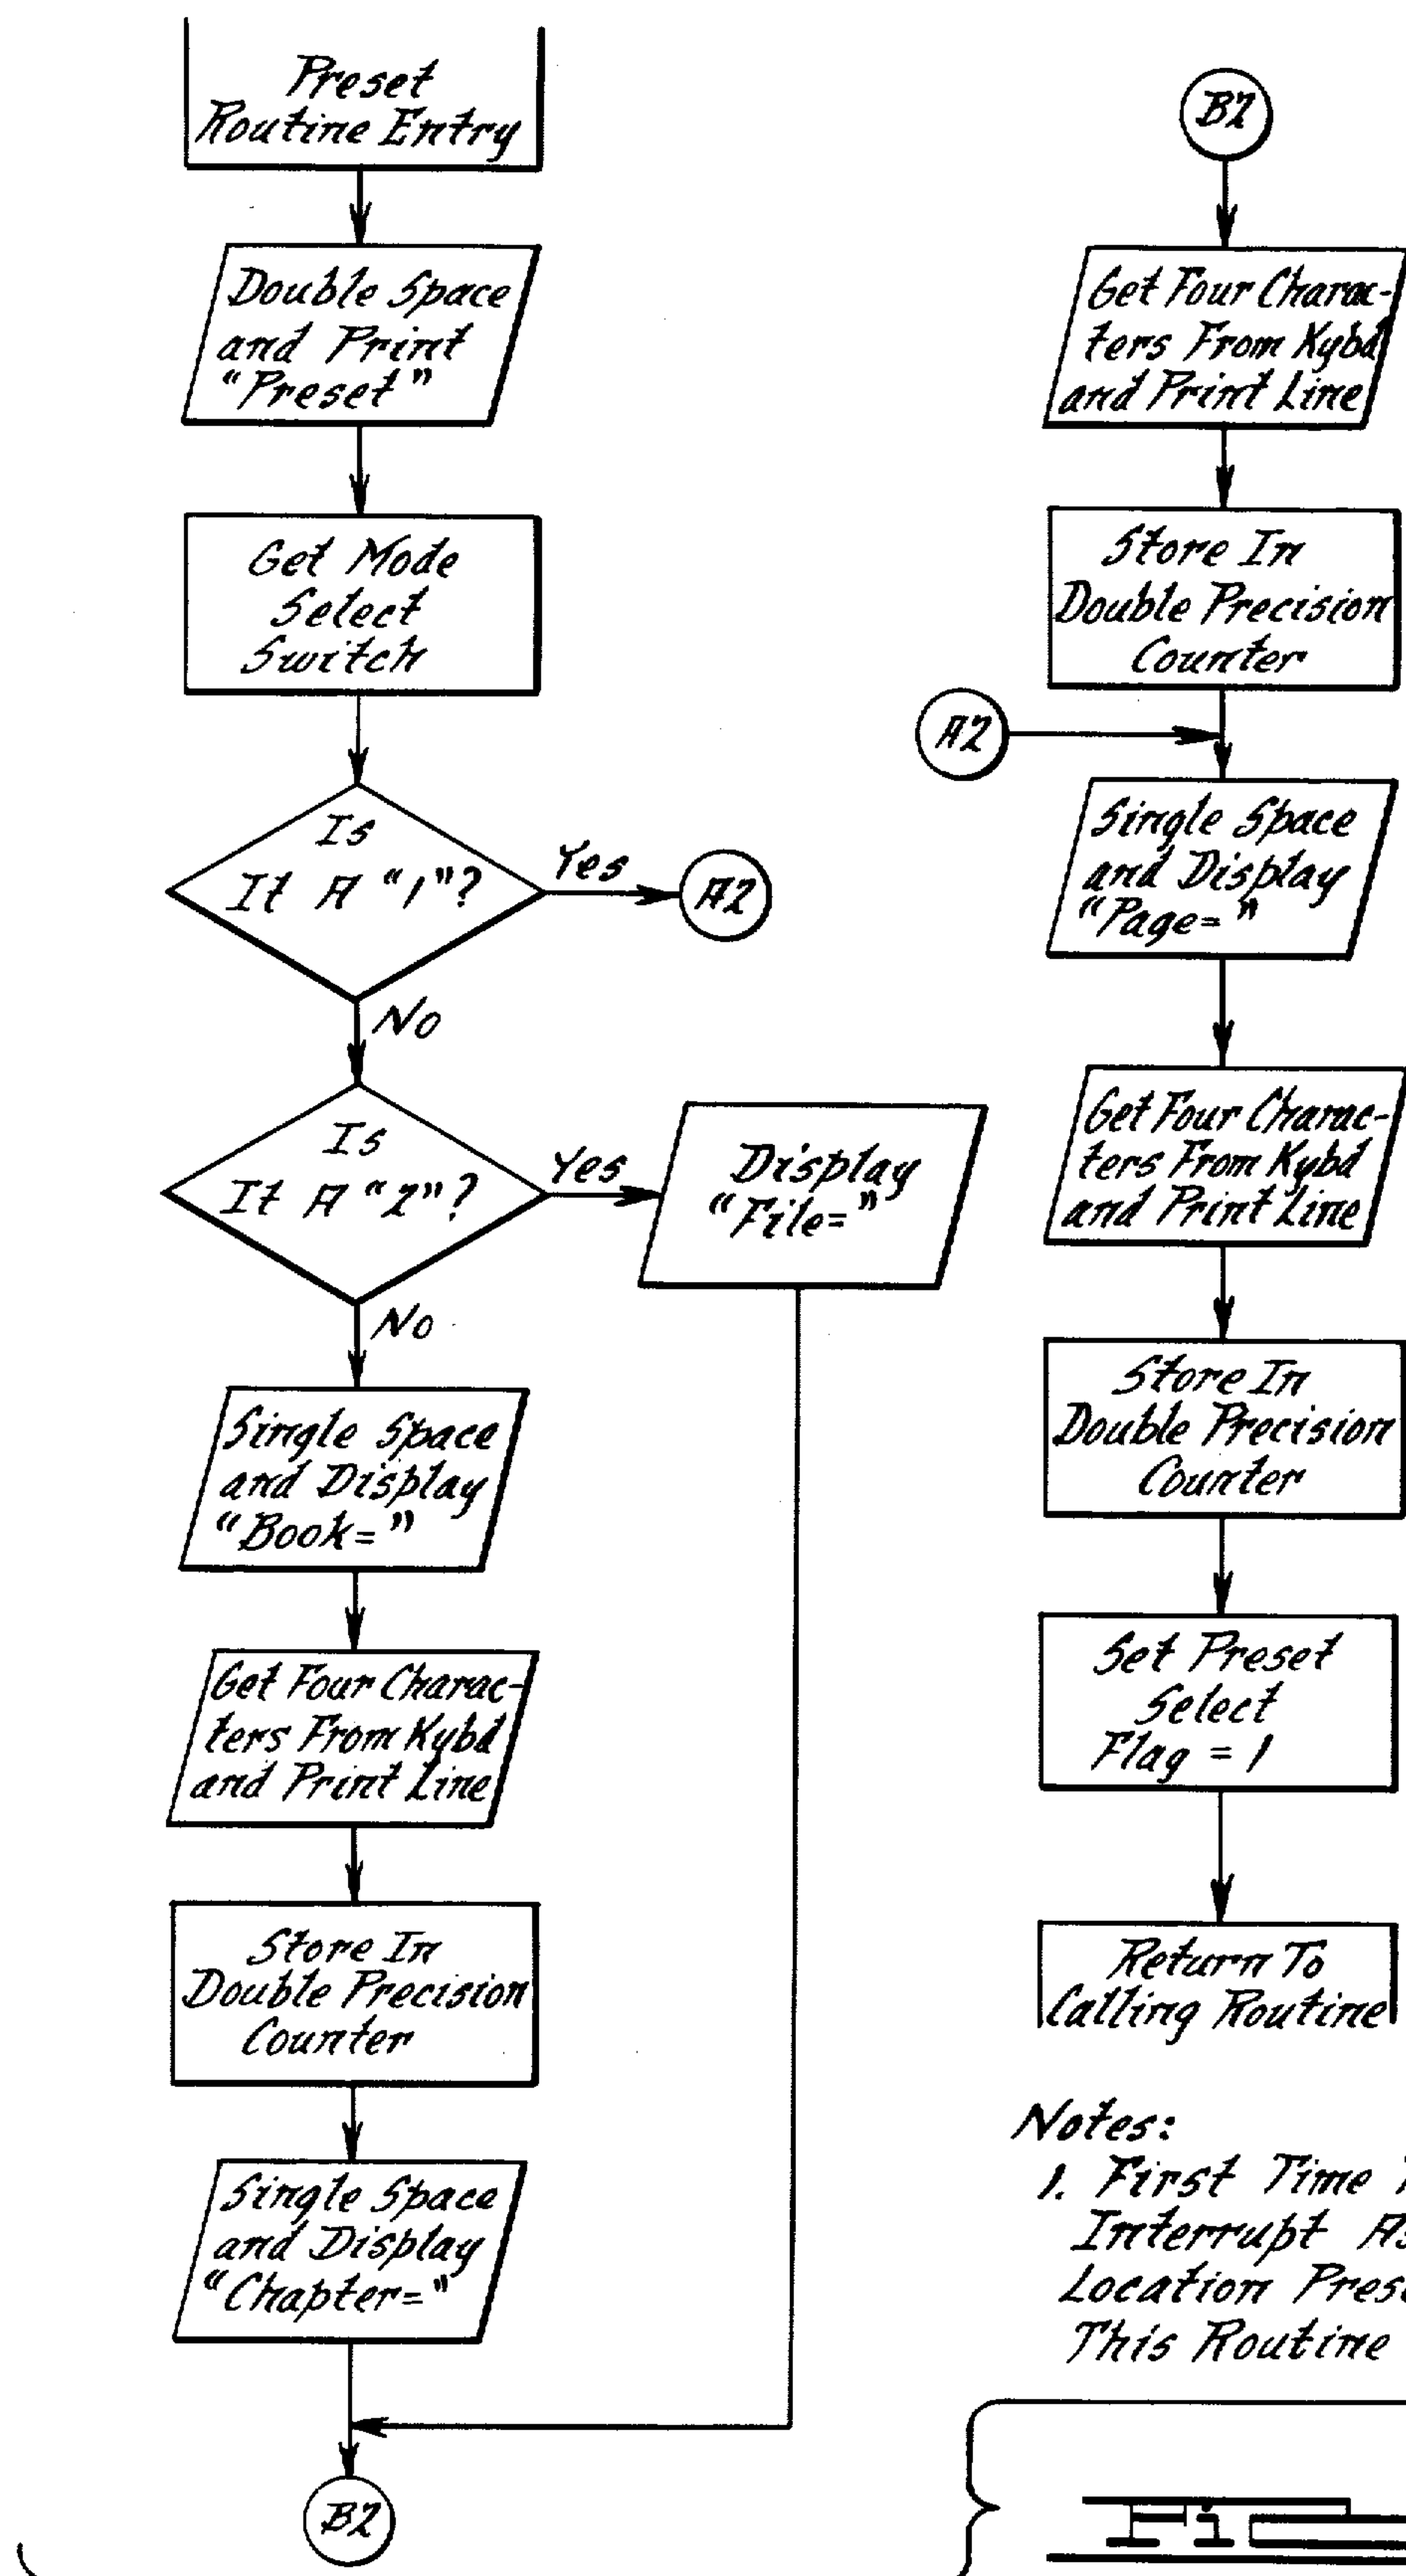 Preset
Routine Entry
Double Space
and Print
“Preset”
Get Mode
Select
Switch
Is
It A “1”?
Yes
A2
No
Is
It A “2”?
Yes
Display
“File=”
No
Single Space
and Display
“Book=”
Get Four Charac-
ters From Kybd
and Print Line
Store In
Double Precision
Counter
Single Space
and Display
“Chapter=”
B2
B2
Get Four Charac-
ters From Kybd
and Print Line
Store In
Double Precision
Counter
A2
Single Space
and Display
“Page=”
Get Four Charac-
ters From Kybd
and Print Line
Store In
Double Precision
Counter
Set Preset
Select
Flag = 1
Return To
Calling Routine
Notes:
1. First Time
Interrupt
Location
This Routine